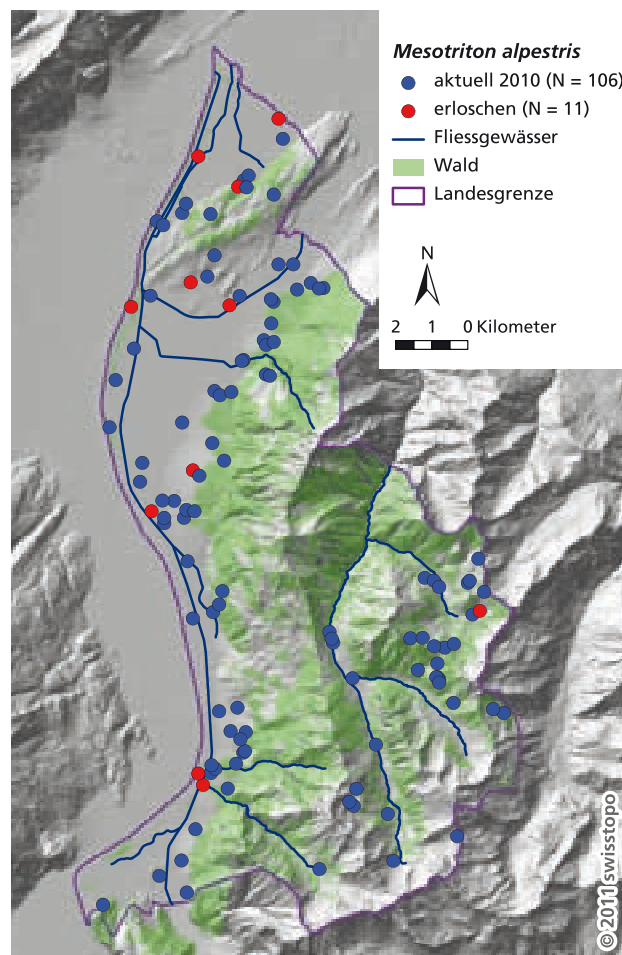 Mesotriton alpestris
aktuell 2010 (N = 106)
erloschen (N = 11)
Fliessgewässer
Wald
Landesgrenze
N
2 1 0 Kilometer
© 2011 swisstopo